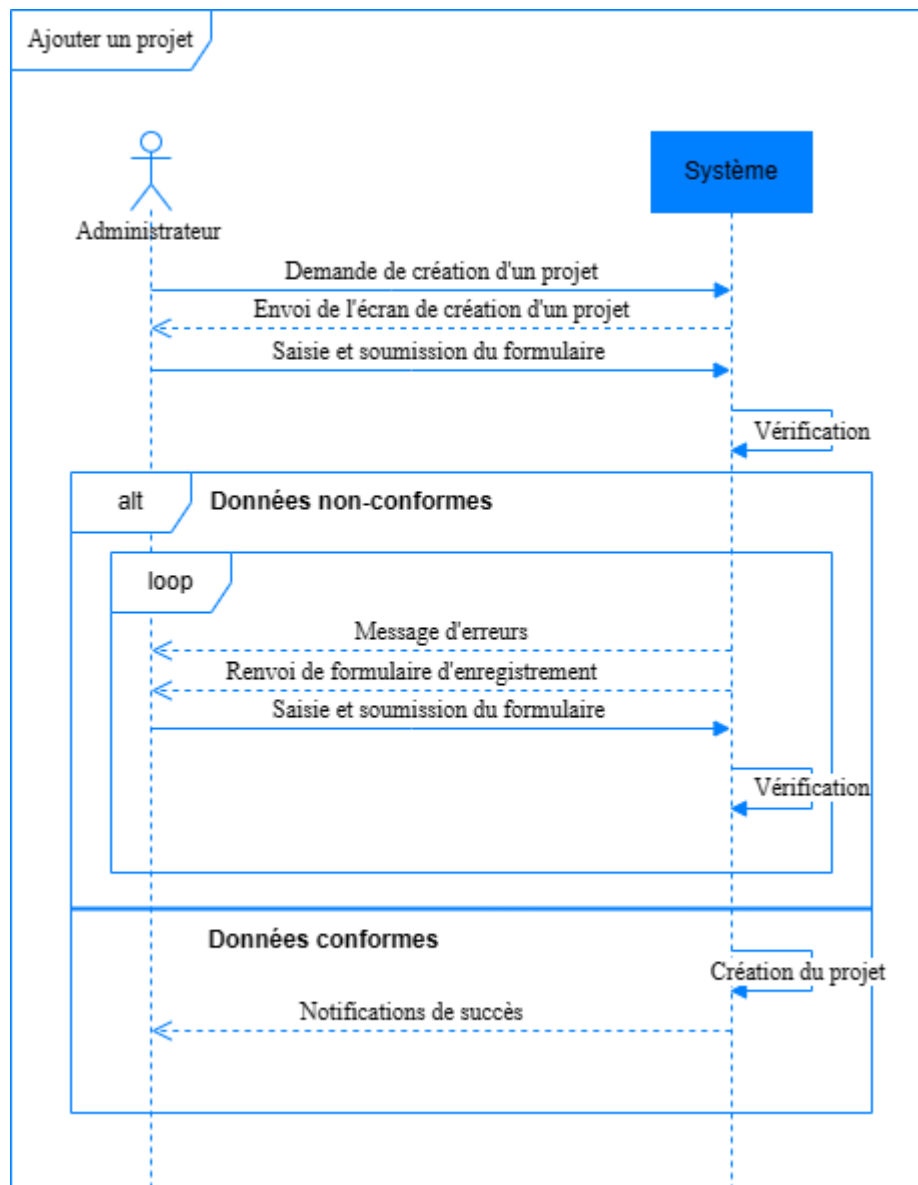 Ajouter un projet
Système
Administrateur
Demande de création d'un projet
Envoi de l'écran de création d'un projet
Saisie et soumission du formulaire
Vérification
alt
Données non-conformes
loop
Message d'erreurs
Renvoi de formulaire d'enregistrement
Saisie et soumission du formulaire
Vérification
Données conformes
Création du projet
Notifications de succès